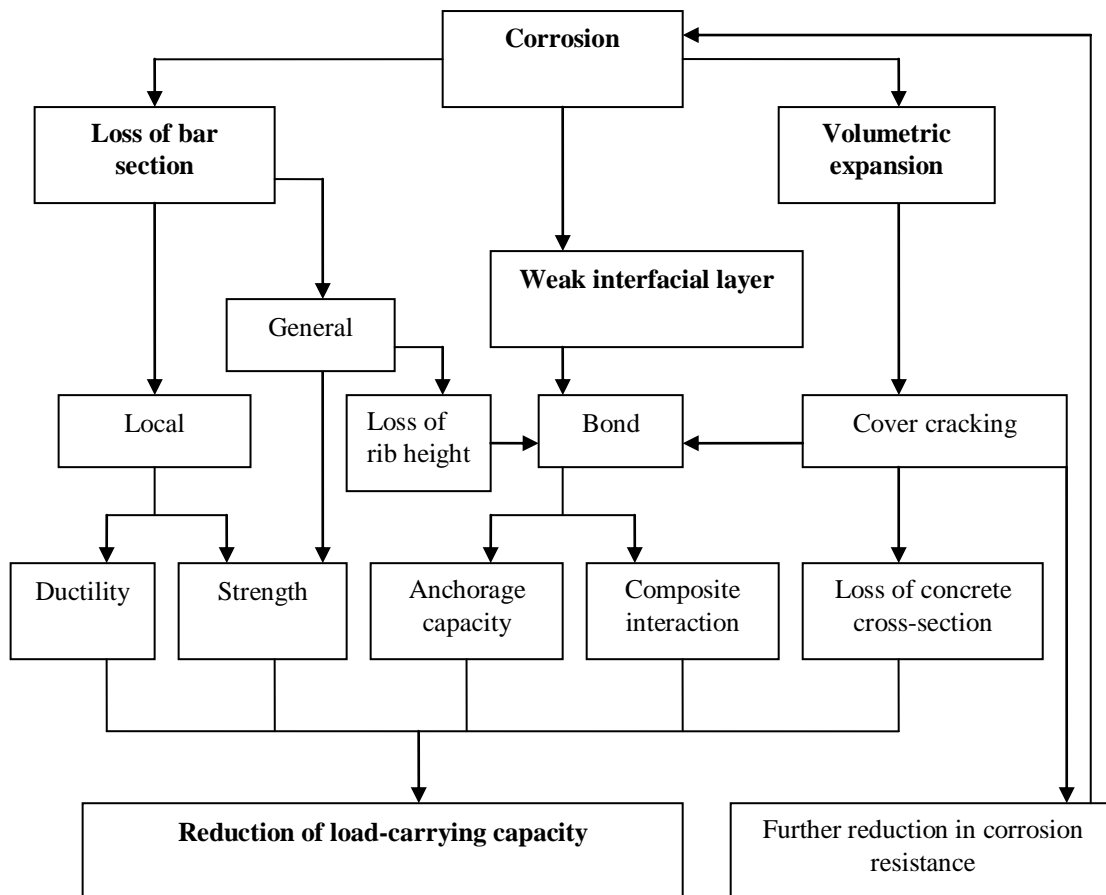 Corrosion
Loss of bar
section
Volumetric
expansion
Weak interfacial layer
General
Local
Loss of
rib height
Bond
Cover cracking
Ductility
Strength
Anchorage
capacity
Composite
interaction
Loss of concrete
cross-section
Reduction of load-carrying capacity
Further reduction in corrosion
resistance